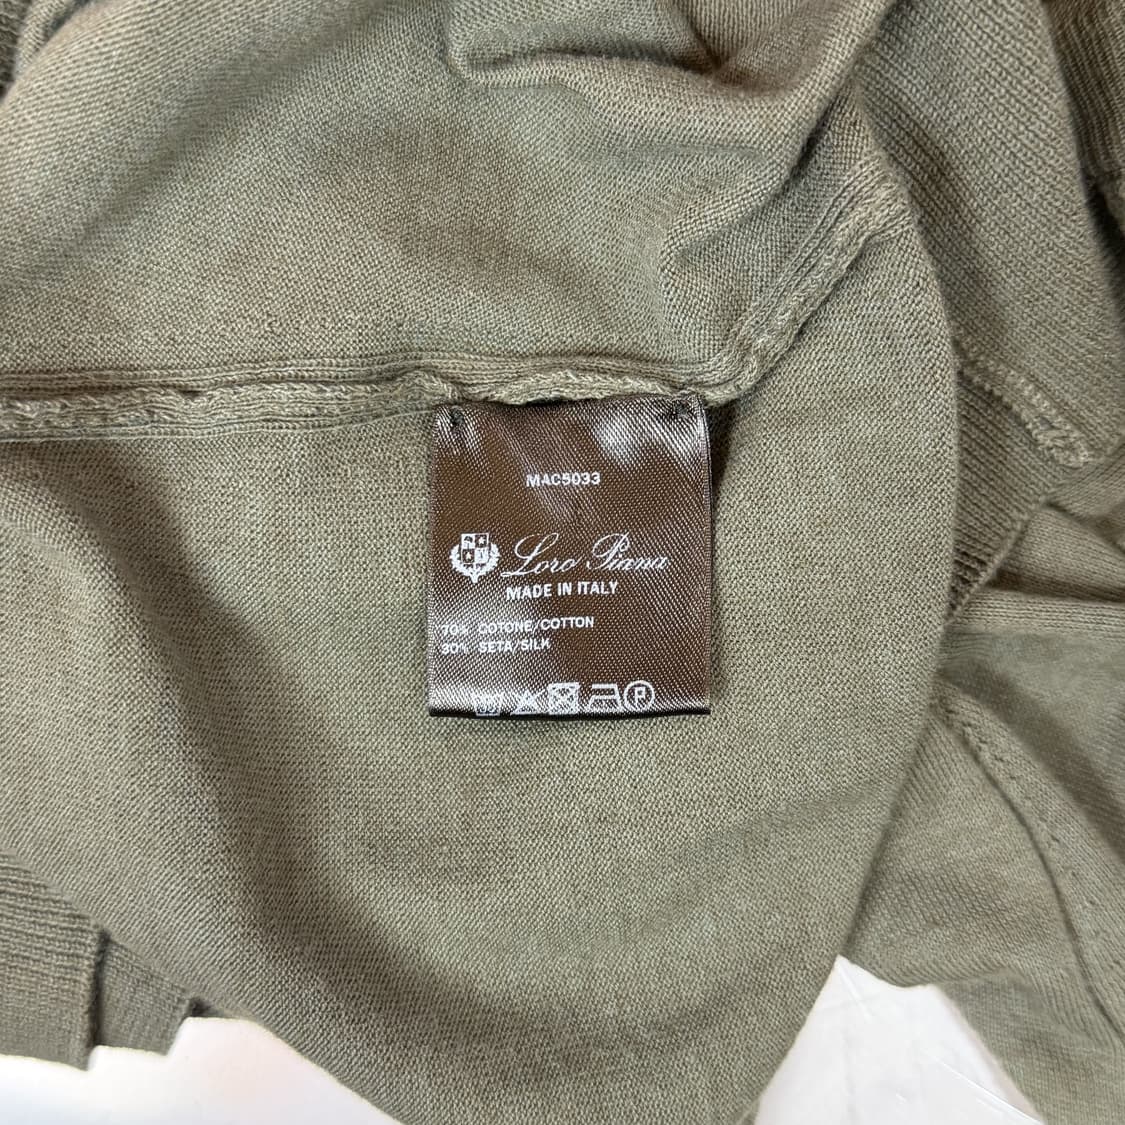 MAC5033
Loro Piana
MADE IN ITALY
70% COTONE/COTTON
30% SETA/SILK
P